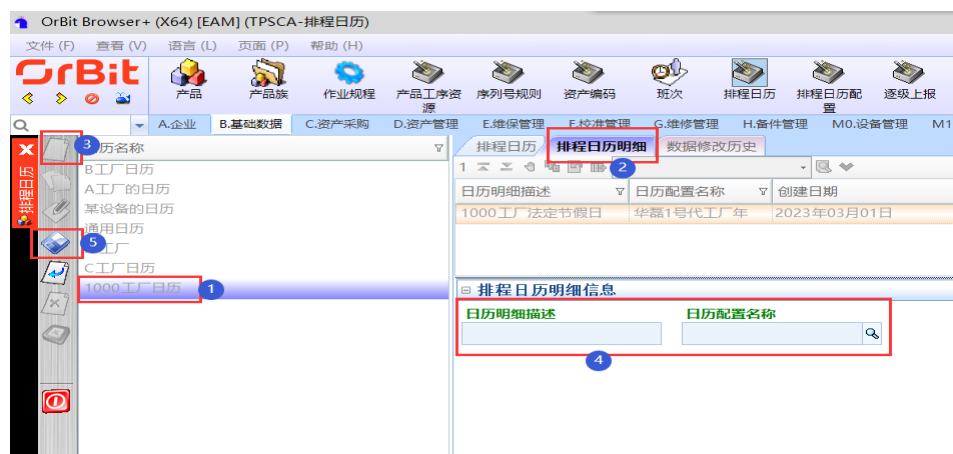 OrBit Browser+ (X64) [EAM] (TPSCA-排程日历)
文件 (F) 查看 (V) 语言 (L) 页面 (P) 帮助 (H)
OrBit
产品 产品族 作业规程 产品工序资源 序列号规则 资产编码 班次 排程日历 排程日历配置 逐级上报
A.企业 B.基础数据 C.资产采购 D.资产管理 E.维保管理 F.校准管理 G.维修管理 H.备件管理 M0.设备管理 M1
排程日历
3
历名称
B工厂日历
A工厂的日历
某设备的日历
通用日历
5
工厂
C工厂日历
1000工厂日历
1
排程日历 排程日历明细 数据修改历史
1
2
日历明细描述 日历配置名称 创建日期
1000工厂法定节假日 华磊1号代工厂年 2023年03月01日
排程日历明细信息
日历明细描述 日历配置名称
4